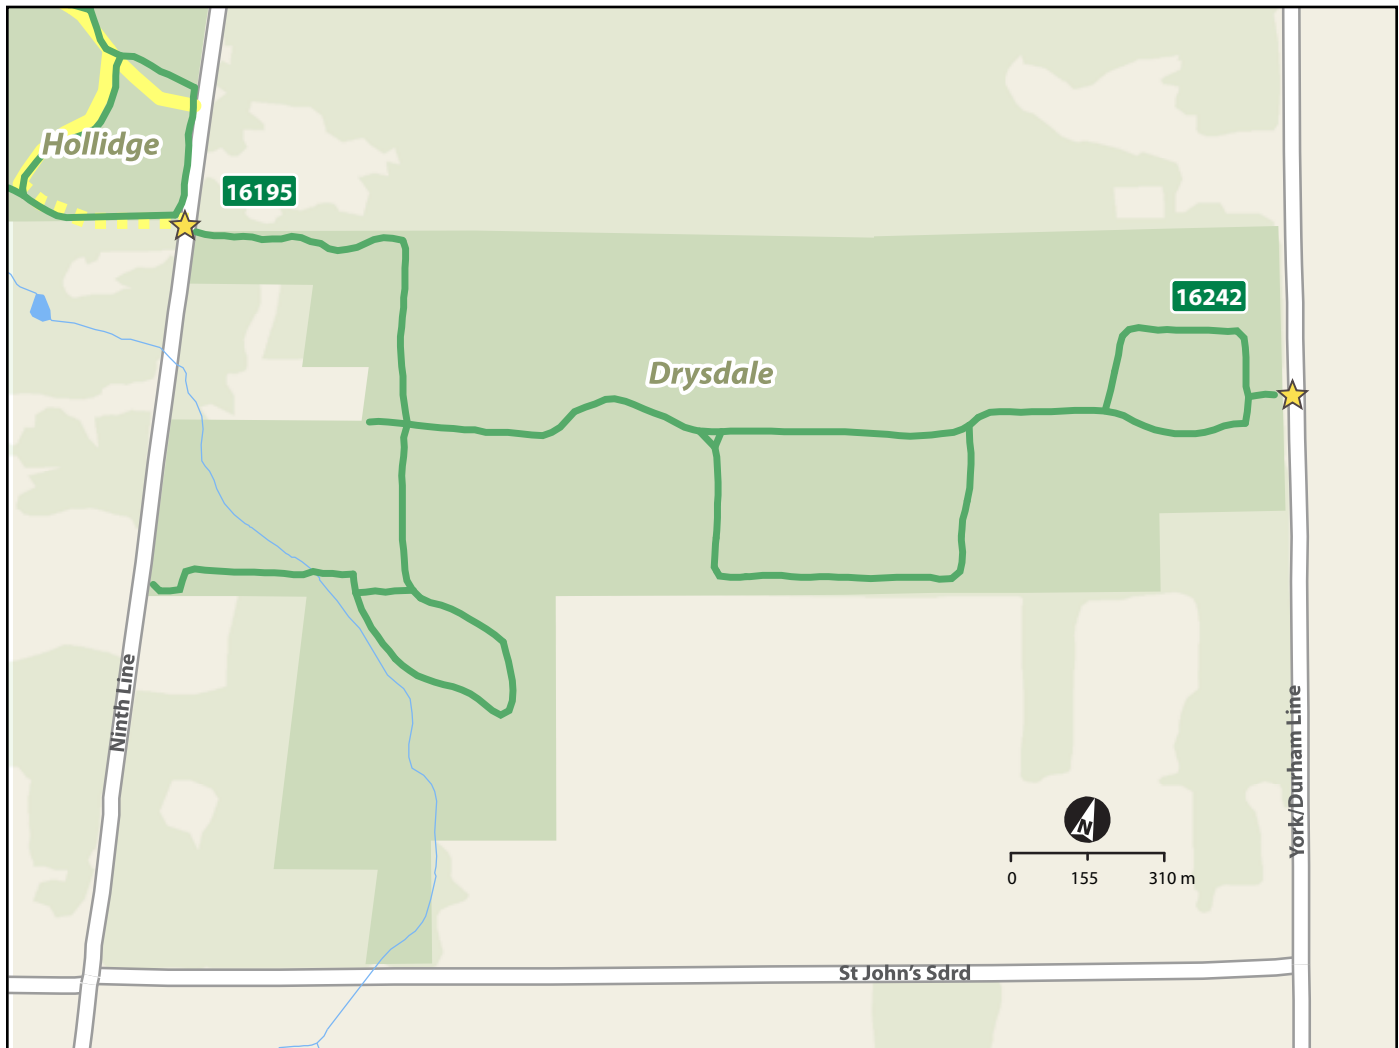 Hollidge
16195
16242
Drysdale
Ninth Line
York/Durham Line
N
0 155 310 m
St John's Sdrd